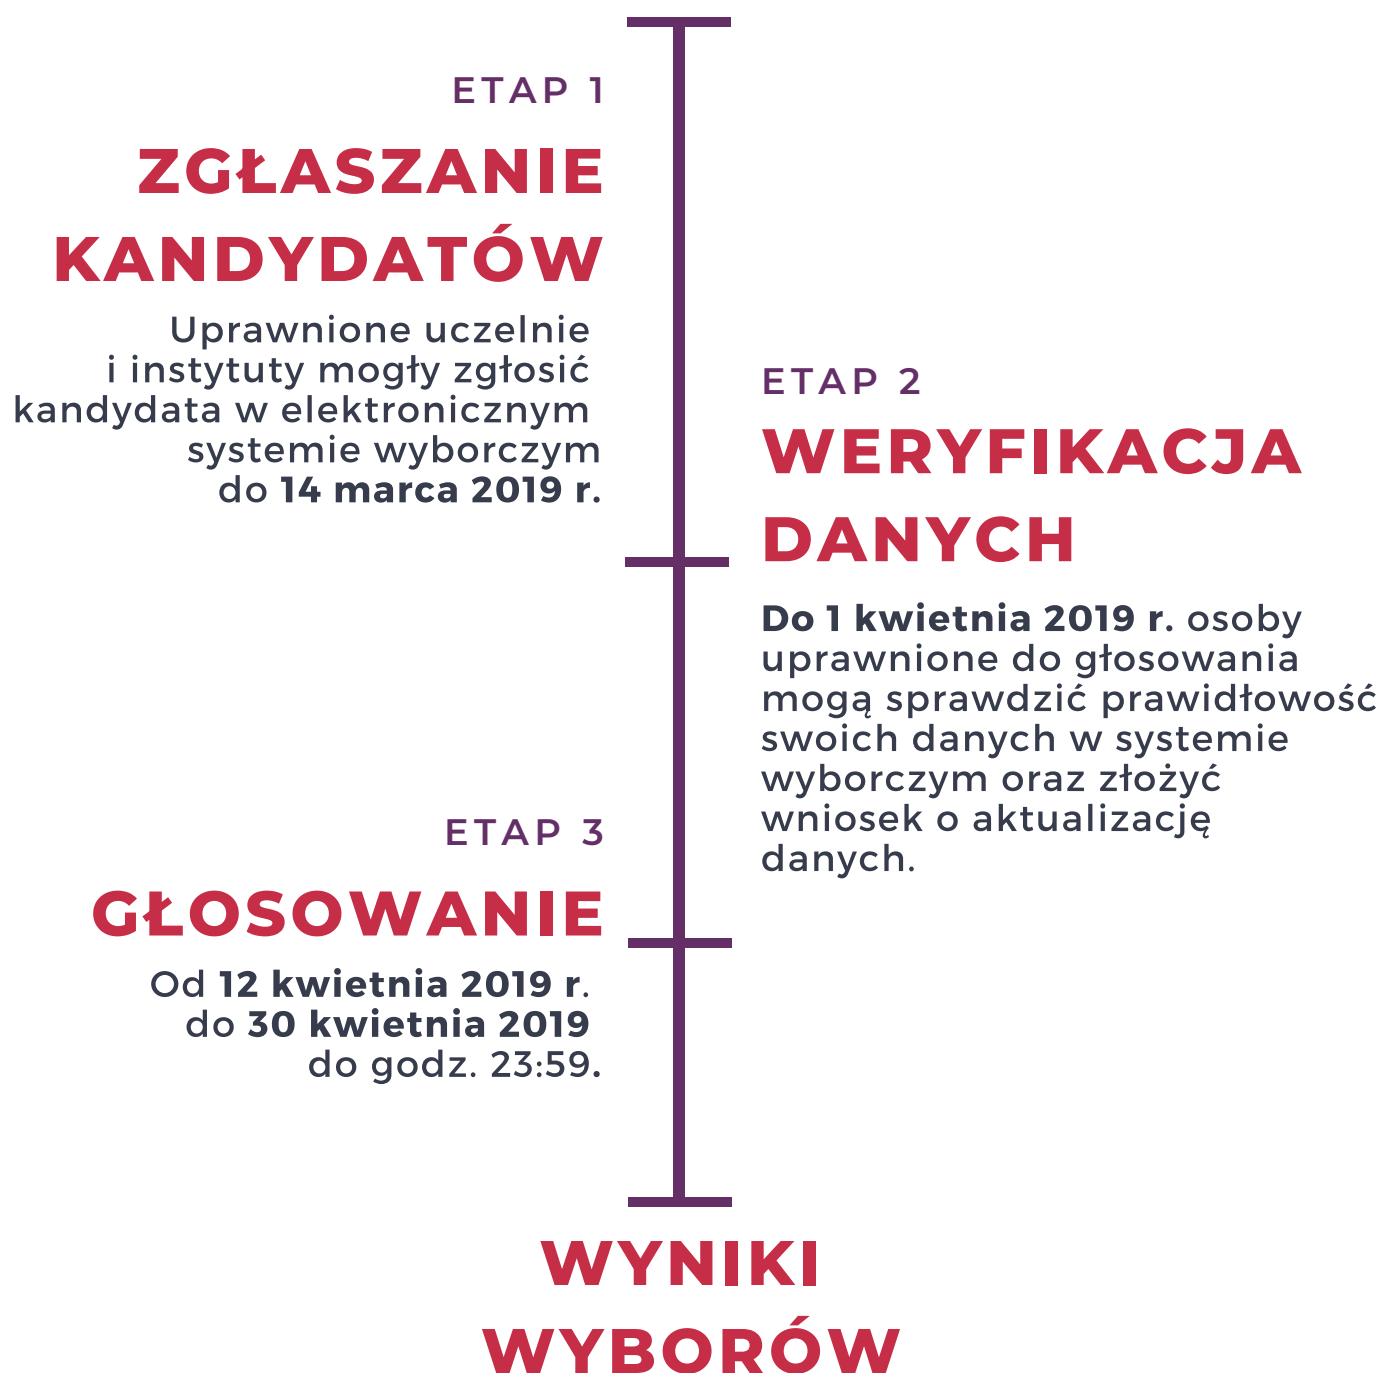 ETAP 1
ZGŁASZANIE
KANDYDATÓW
Uprawnione uczelnie
i instytuty mogły zgłosić
kandydata w elektronicznym
systemie wyborczym
do 14 marca 2019 r.
ETAP 2
WERYFIKACJA
DANYCH
Do 1 kwietnia 2019 r. osoby
uprawnione do głosowania
mogą sprawdzić prawidłowość
swoich danych w systemie
wyborczym oraz złożyć
wniosek o aktualizację
danych.
ETAP 3
GŁOSOWANIE
Od 12 kwietnia 2019 r.
do 30 kwietnia 2019
do godz. 23:59.
WYNIKI
WYBORÓW